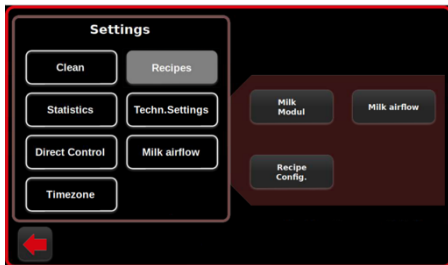 Settings
Clean
Recipes
Statistics
Techn.Settings
Direct Control
Milk airflow
Timezone
Milk
Modul
Milk airflow
Recipe
Config.